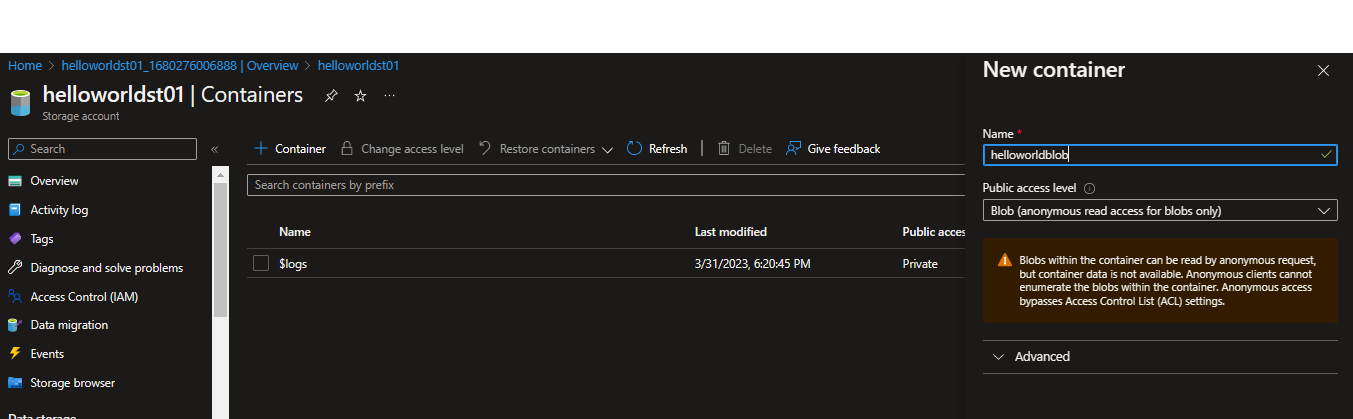 Home > helloworldst01_1680276006888 | Overview > helloworldst01
helloworldst01 | Containers ...
Storage account
Search
«
Overview
Activity log
Tags
Diagnose and solve problems
Access Control (IAM)
Data migration
Events
Storage browser
Data storage
+ Container Change access level Restore containers Refresh Delete Give feedback
Search containers by prefix
Name Last modified Public acces
$logs 3/31/2023, 6:20:45 PM Private
New container
Name *
helloworldblob
Public access level
Blob (anonymous read access for blobs only)
Blobs within the container can be read by anonymous request,
but container data is not available. Anonymous clients cannot
enumerate the blobs within the container. Anonymous access
bypasses Access Control List (ACL) settings.
Advanced